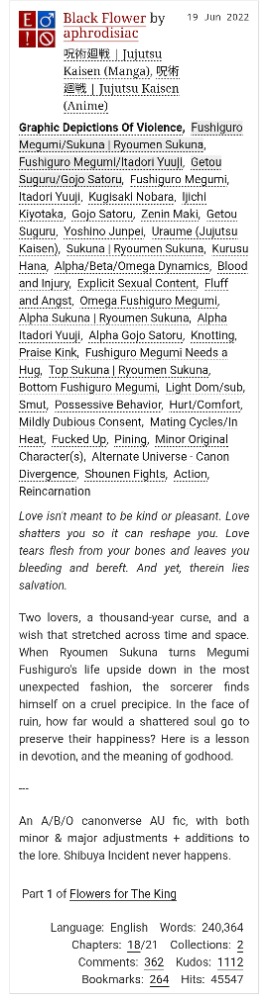 Black Flower by
aphrodisiac
19 Jun 2022
呪術廻戦 | Jujutsu
Kaisen (Manga), 呪術
廻戦 | Jujutsu Kaisen
(Anime)
Graphic Depictions Of Violence, Fushiguro
Megumi/Sukuna | Ryoumen Sukuna,
Fushiguro Megumi/Itadori Yuuji, Getou
Suguru/Gojo Satoru, Fushiguro Megumi,
Itadori Yuuji, Kugisaki Nobara, Ijichi
Kiyotaka, Gojo Satoru, Zenin Maki, Getou
Suguru, Yoshino Junpei, Uraume (Jujutsu
Kaisen), Sukuna | Ryoumen Sukuna, Kurusu
Hana, Alpha/Beta/Omega Dynamics, Blood
and Injury, Explicit Sexual Content, Fluff
and Angst, Omega Fushiguro Megumi,
Alpha Sukuna | Ryoumen Sukuna, Alpha
Itadori Yuuji, Alpha Gojo Satoru, Knotting,
Praise Kink, Fushiguro Megumi Needs a
Hug, Top Sukuna | Ryoumen Sukuna,
Bottom Fushiguro Megumi, Light Dom/sub,
Smut, Possessive Behavior, Hurt/Comfort,
Mildly Dubious Consent, Mating Cycles/In
Heat, Fucked Up, Pining, Minor Original
Character(s), Alternate Universe - Canon
Divergence, Shounen Fights, Action,
Reincarnation
Love isn't meant to be kind or pleasant. Love
shatters you so it can reshape you. Love
tears flesh from your bones and leaves you
bleeding and bereft. And yet, therein lies
salvation.
Two lovers, a thousand-year curse, and a
wish that stretched across time and space.
When Ryoumen Sukuna turns Megumi
Fushiguro's life upside down in the most
unexpected fashion, the sorcerer finds
himself on a cruel precipice. In the face of
ruin, how far would a shattered soul go to
preserve their happiness? Here is a lesson
in devotion, and the meaning of godhood.
---
An A/B/O canonverse AU fic, with both
minor & major adjustments + additions to
the lore. Shibuya Incident never happens.
Part 1 of Flowers for The King
Language: English Words: 240,364
Chapters: 18/21 Collections: 2
Comments: 362 Kudos: 1112
Bookmarks: 264 Hits: 45547